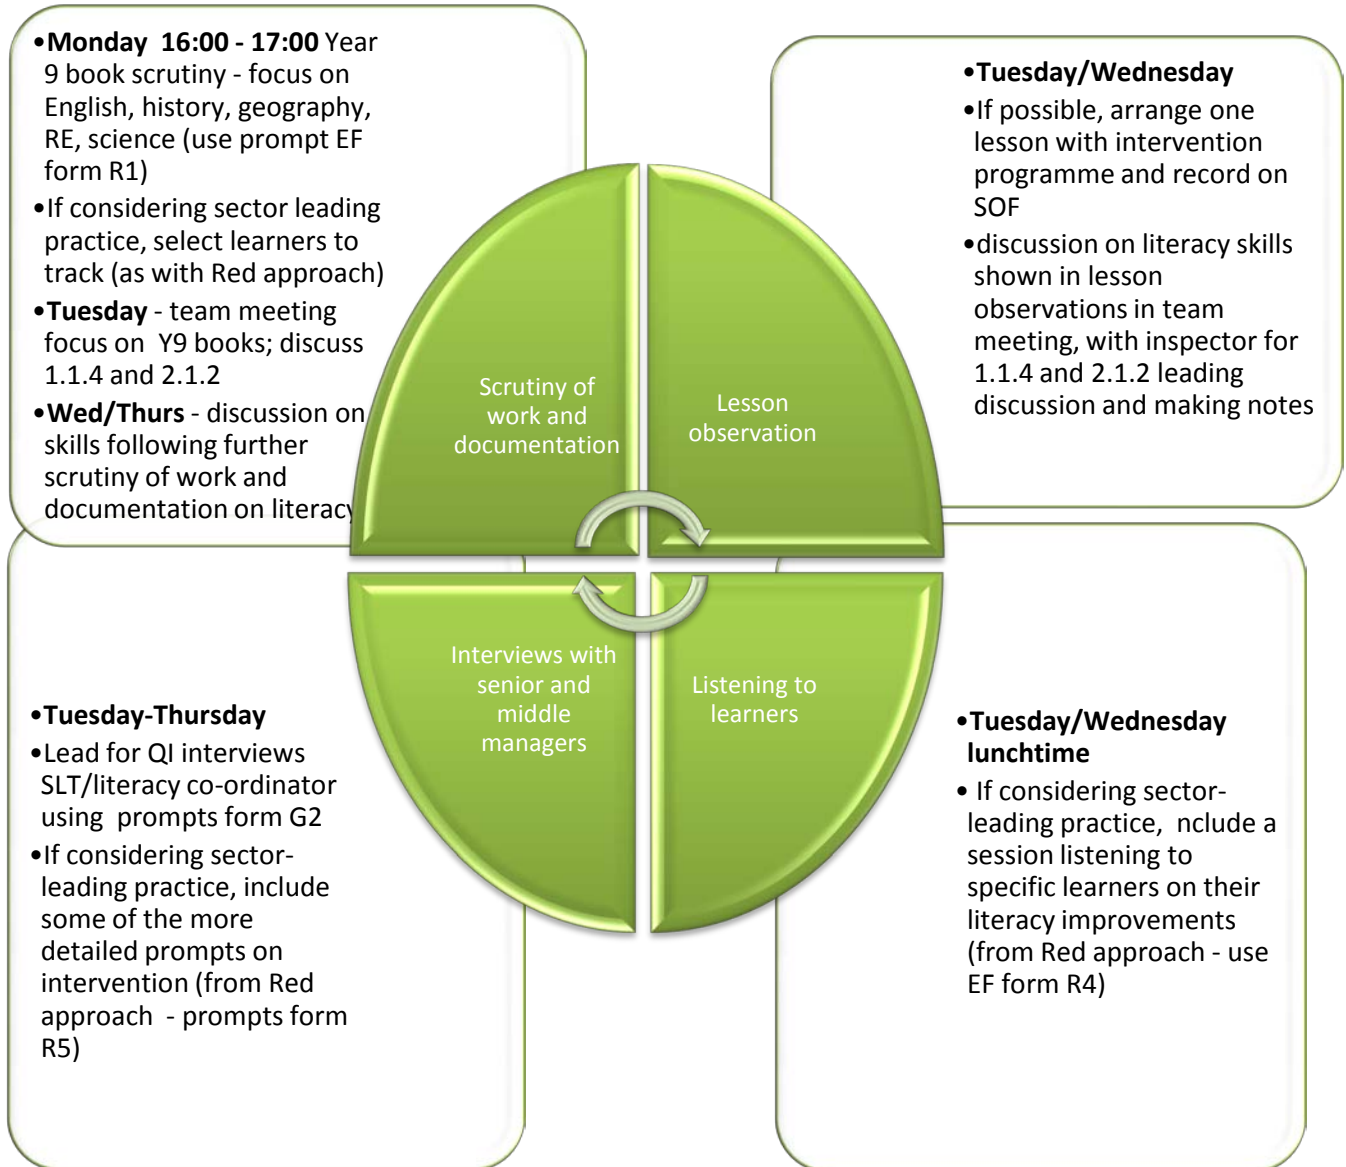 •Monday 16:00 - 17:00 Year
9 book scrutiny - focus on
English, history, geography,
RE, science (use prompt EF
form R1)
•If considering sector leading
practice, select learners to
track (as with Red approach)
•Tuesday - team meeting
focus on Y9 books; discuss
1.1.4 and 2.1.2
•Wed/Thurs - discussion on
skills following further
scrutiny of work and
documentation on literacy
•Tuesday/Wednesday
•If possible, arrange one
lesson with intervention
programme and record on
SOF
•discussion on literacy skills
shown in lesson
observations in team
meeting, with inspector for
1.1.4 and 2.1.2 leading
discussion and making notes
Scrutiny of
work and
documentation
Lesson
observation
Interviews with
senior and
middle
managers
Listening to
learners
•Tuesday-Thursday
•Lead for QI interviews
SLT/literacy co-ordinator
using prompts form G2
•If considering sector-
leading practice, include
some of the more
detailed prompts on
intervention (from Red
approach - prompts form
R5)
•Tuesday/Wednesday
lunchtime
• If considering sector-
leading practice, nclude a
session listening to
specific learners on their
literacy improvements
(from Red approach - use
EF form R4)